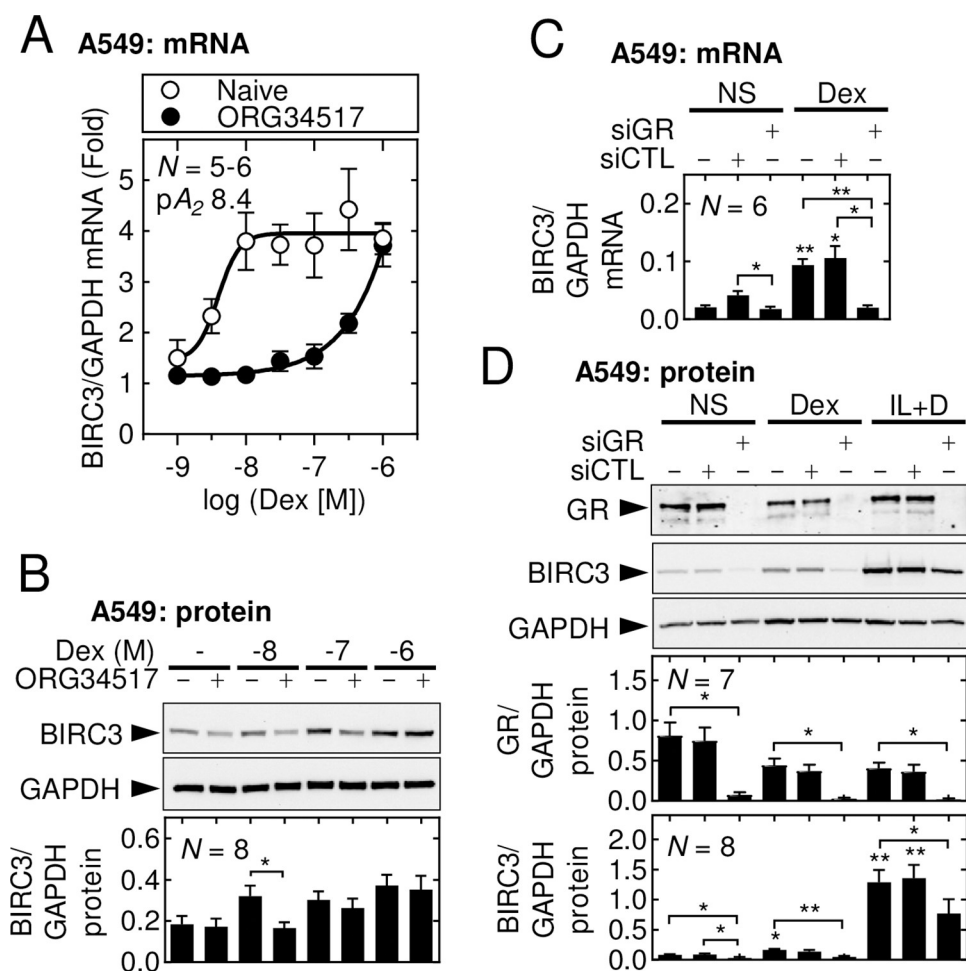 A
A549: mRNA
Naive
ORG34517
BIRC3/GAPDH mRNA (Fold)
N = 5-6
pA2 8.4
5
4
3
2
1
0
-9 -8 -7 -6
log (Dex [M])
B
A549: protein
Dex (M) - -8 -7 -6
ORG34517 - + - + - + - +
BIRC3
GAPDH
BIRC3/
GAPDH
protein
N = 8
*
0.6
0.4
0.2
0.0
C
A549: mRNA
NS Dex
siGR + +
siCTL - + - +
BIRC3/
GAPDH
mRNA
N = 6
0.2
0.1
0.0
* ** * ** *
D
A549: protein
NS Dex IL+D
siGR + + +
siCTL - + - + - +
GR
BIRC3
GAPDH
GR/
GAPDH
protein
N = 7
1.5
1.0
0.5
0.0
* * *
BIRC3/
GAPDH
protein
N = 8
2.0
1.5
1.0
0.5
0.0
* * * ** ** ** *